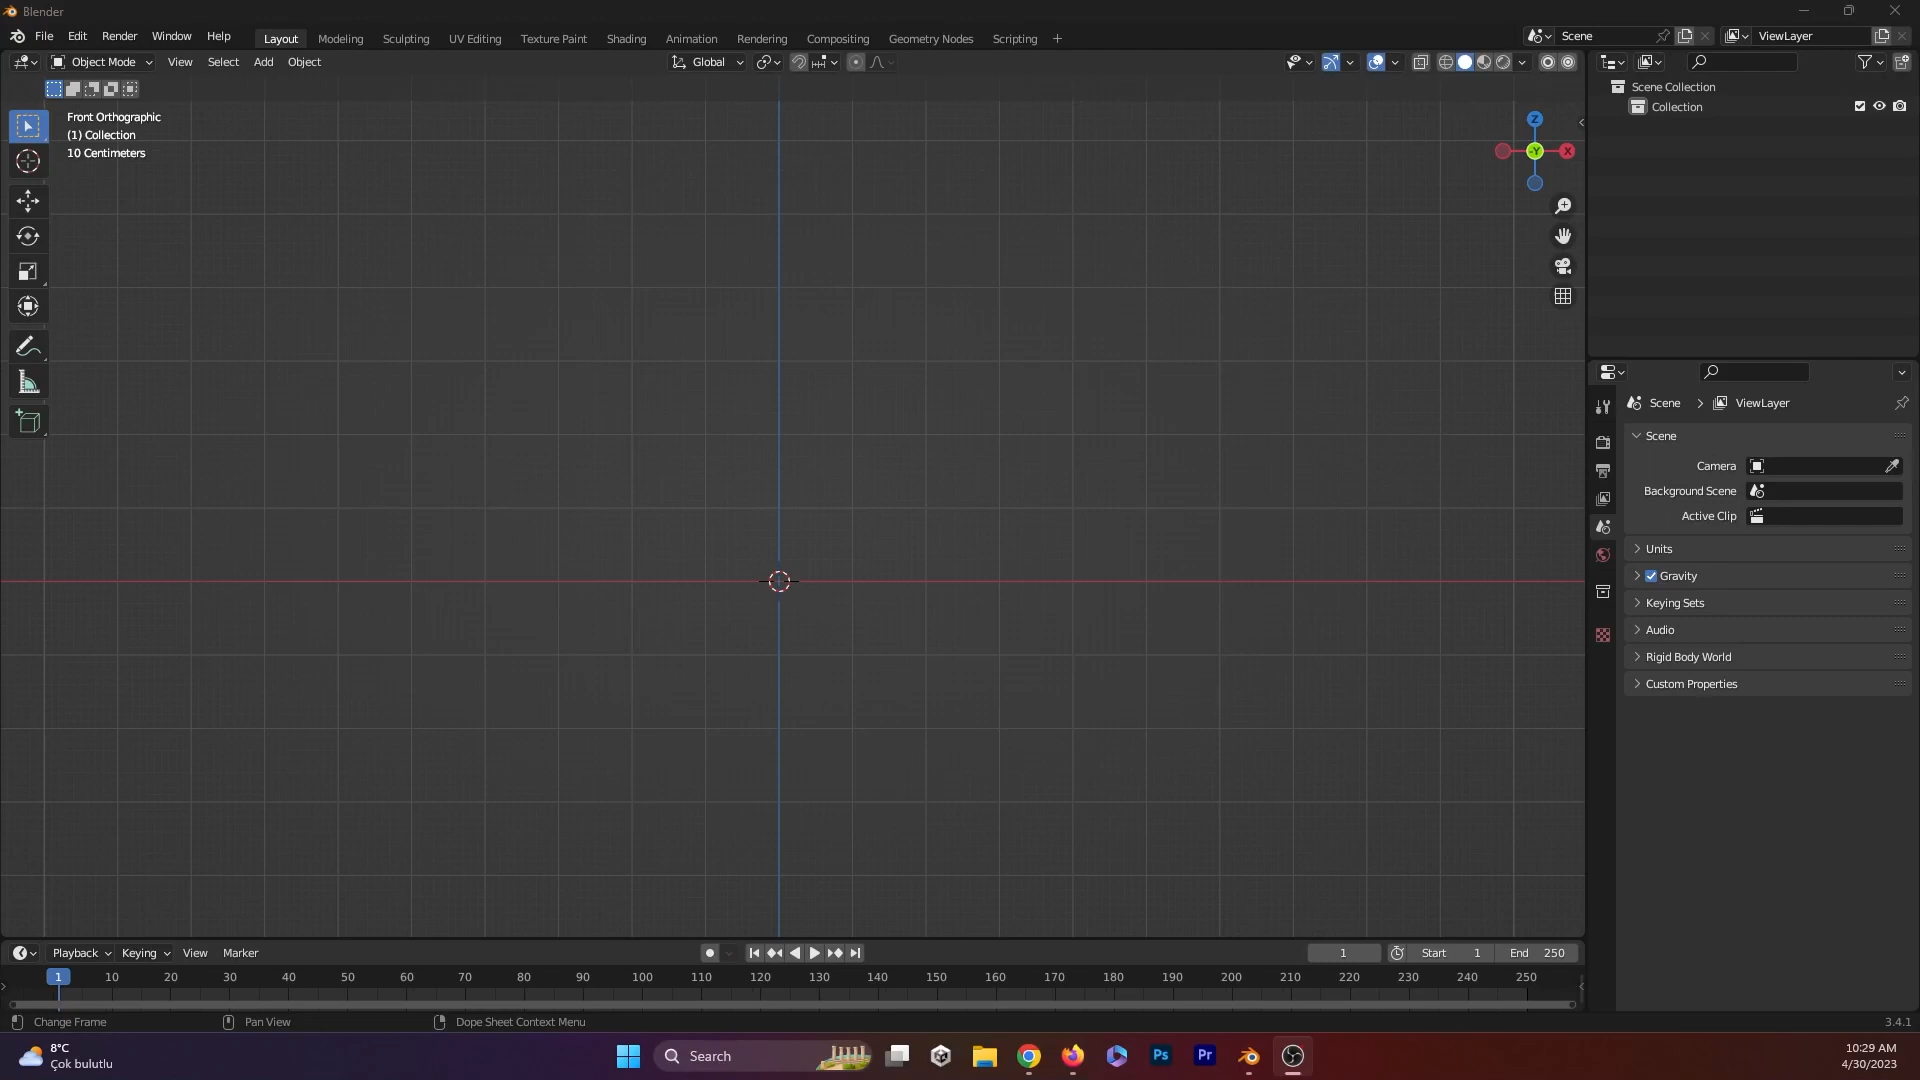 Blender
File Edit Render Window Help Layout Modeling Sculpting UV Editing Texture Paint Shading Animation Rendering Compositing Geometry Nodes Scripting + Scene ViewLayer
Object Mode View Select Add Object Global
Front Orthographic
(1) Collection
10 Centimeters
Z
-Y
X
Scene Collection
Collection
Scene > ViewLayer
Scene
Camera
Background Scene
Active Clip
Units
Gravity
Keying Sets
Audio
Rigid Body World
Custom Properties
Playback Keying View Marker 1 Start 1 End 250
1 10 20 30 40 50 60 70 80 90 100 110 120 130 140 150 160 170 180 190 200 210 220 230 240 250
Change Frame Pan View Dope Sheet Context Menu 3.4.1
8°C
Çok bulutlu
Search
Ps
Pr
10:29 AM
4/30/2023